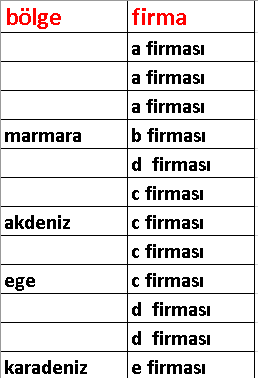 bölge firma
a firması
a firması
a firması
marmara b firması
d  firması
c firması
akdeniz c firması
c firması
ege c firması
d  firması
d  firması
karadeniz e firması